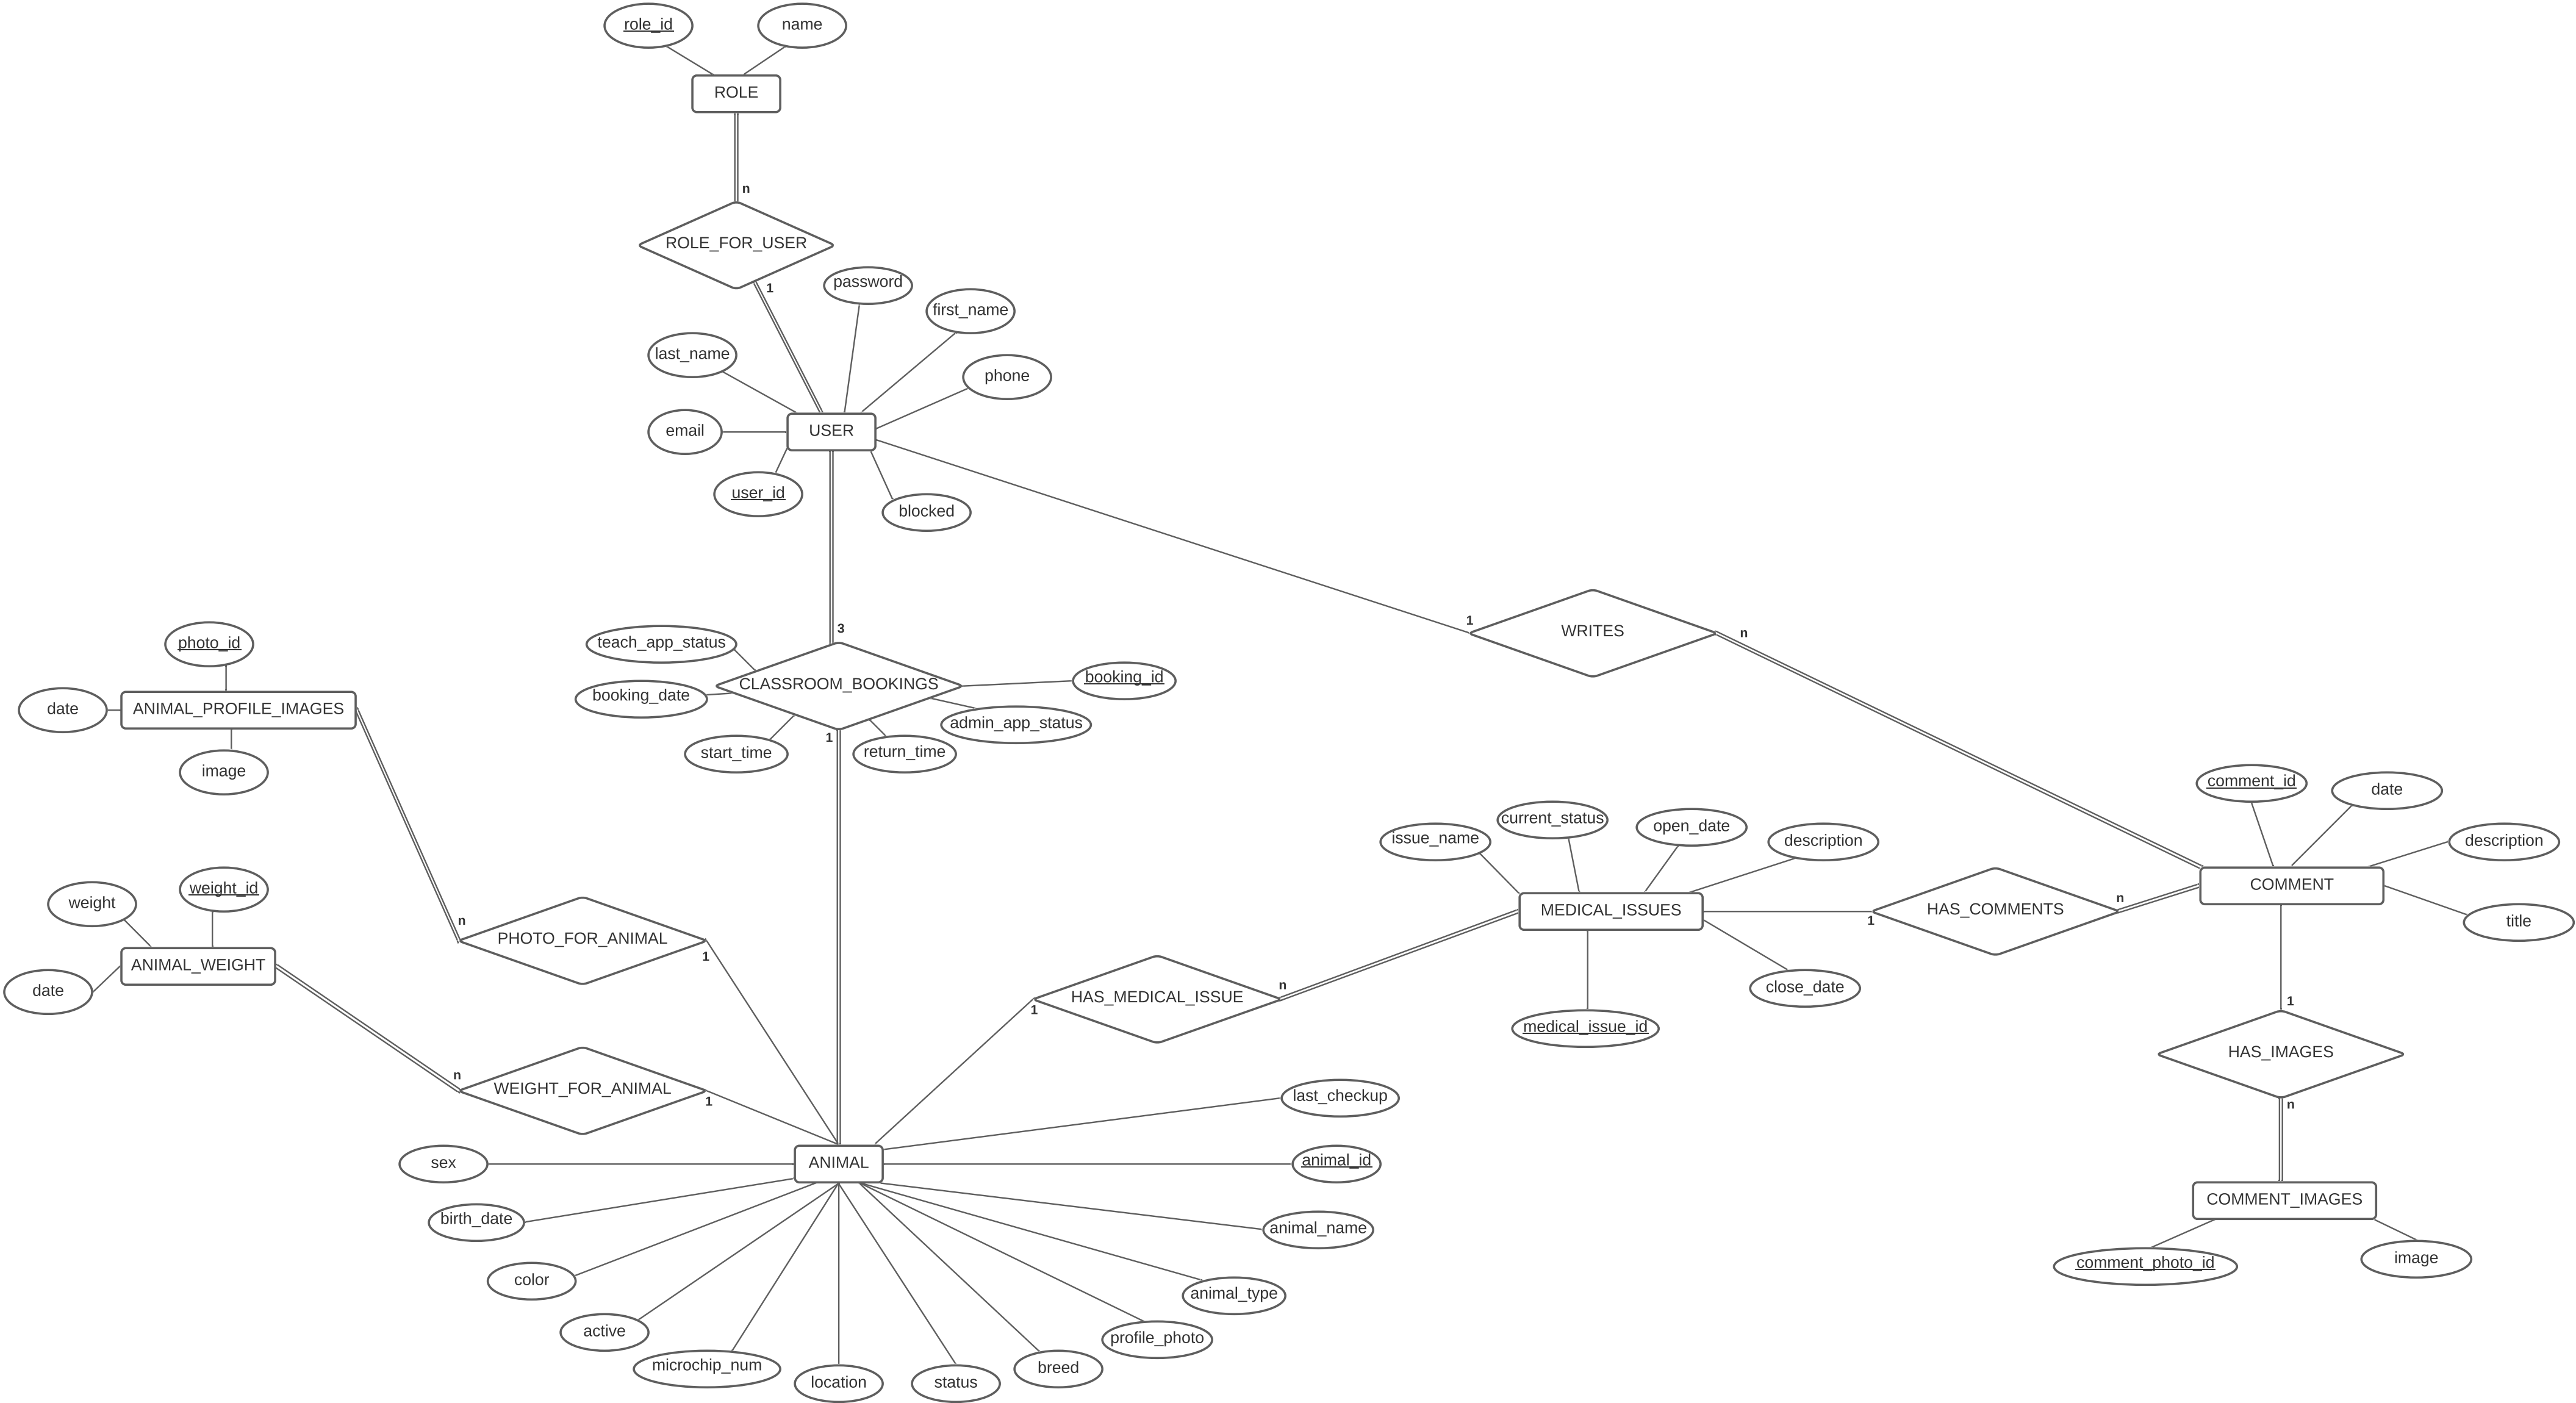 role_id
name
ROLE
n
ROLE_FOR_USER
1
password
first_name
last_name
phone
email
USER
user_id
blocked
3
1
WRITES
n
photo_id
teach_app_status
booking_date
CLASSROOM_BOOKINGS
booking_id
date
ANIMAL_PROFILE_IMAGES
admin_app_status
1
start_time
return_time
image
comment_id
date
issue_name
current_status
open_date
description
description
weight
weight_id
n
COMMENT
MEDICAL_ISSUES
1
HAS_COMMENTS
n
title
PHOTO_FOR_ANIMAL
1
ANIMAL_WEIGHT
date
n
HAS_MEDICAL_ISSUE
1
close_date
1
medical_issue_id
HAS_IMAGES
n
n
WEIGHT_FOR_ANIMAL
1
last_checkup
sex
ANIMAL
animal_id
COMMENT_IMAGES
birth_date
animal_name
comment_photo_id
image
color
animal_type
active
profile_photo
microchip_num
location
status
breed